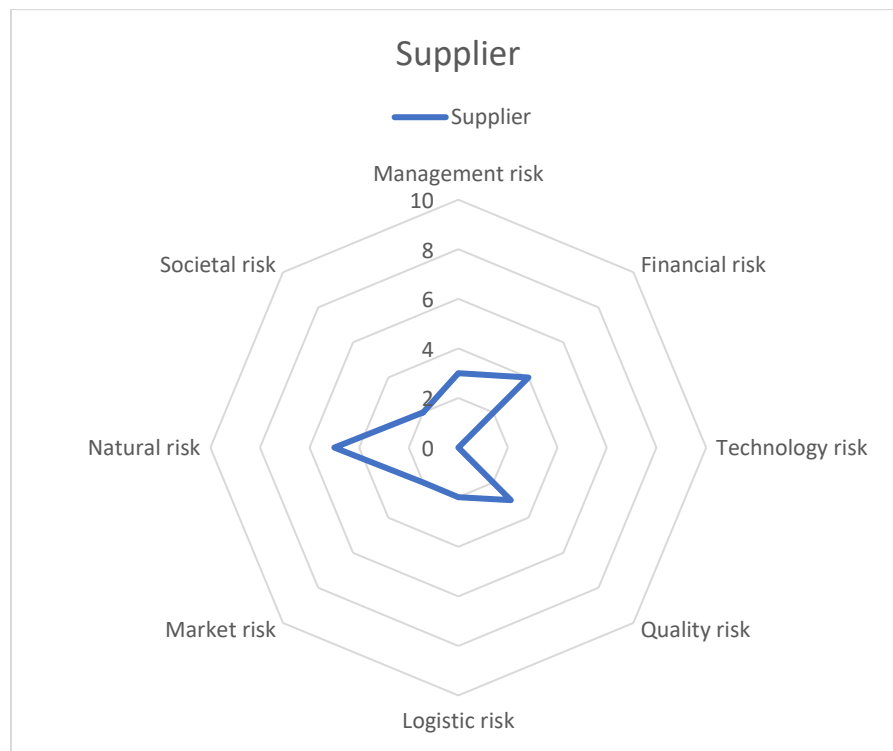 Supplier
Supplier
Management risk
10
Societal risk
Financial risk
8
6
4
2
Natural risk
0
Technology risk
Market risk
Quality risk
Logistic risk